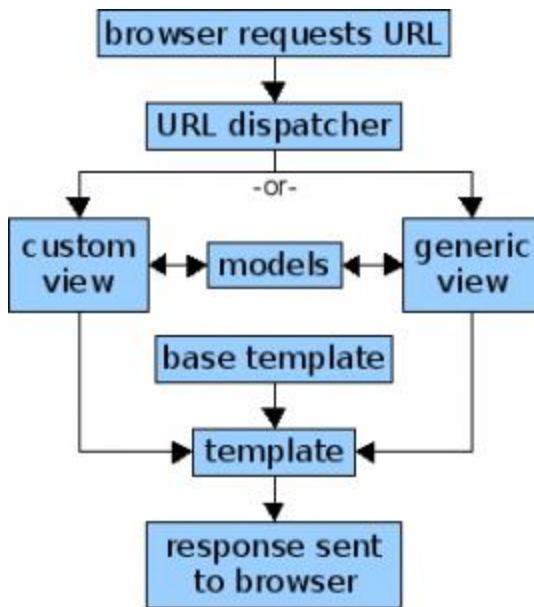 browser requests URL
URL dispatcher
-or-
custom
view
models
generic
view
base template
template
response sent
to browser